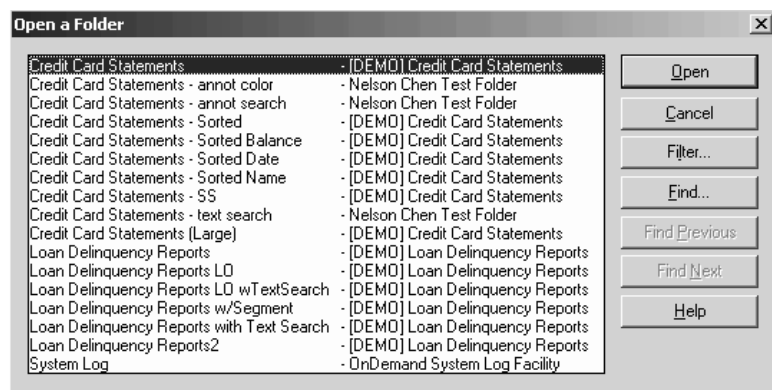 Open a Folder
Credit Card Statements - [DEMO] Credit Card Statements
Credit Card Statements - annot color - Nelson Chen Test Folder
Credit Card Statements - annot search - Nelson Chen Test Folder
Credit Card Statements - Sorted - [DEMO] Credit Card Statements
Credit Card Statements - Sorted Balance - [DEMO] Credit Card Statements
Credit Card Statements - Sorted Date - [DEMO] Credit Card Statements
Credit Card Statements - Sorted Name - [DEMO] Credit Card Statements
Credit Card Statements - SS - [DEMO] Credit Card Statements
Credit Card Statements - text search - Nelson Chen Test Folder
Credit Card Statements (Large) - [DEMO] Credit Card Statements
Loan Delinquency Reports - [DEMO] Loan Delinquency Reports
Loan Delinquency Reports LO - [DEMO] Loan Delinquency Reports
Loan Delinquency Reports LO wTextSearch - [DEMO] Loan Delinquency Reports
Loan Delinquency Reports w/Segment - [DEMO] Loan Delinquency Reports
Loan Delinquency Reports with Text Search - [DEMO] Loan Delinquency Reports
Loan Delinquency Reports2 - [DEMO] Loan Delinquency Reports
System Log - OnDemand System Log Facility
Open
Cancel
Filter...
Find...
Find Previous
Find Next
Help